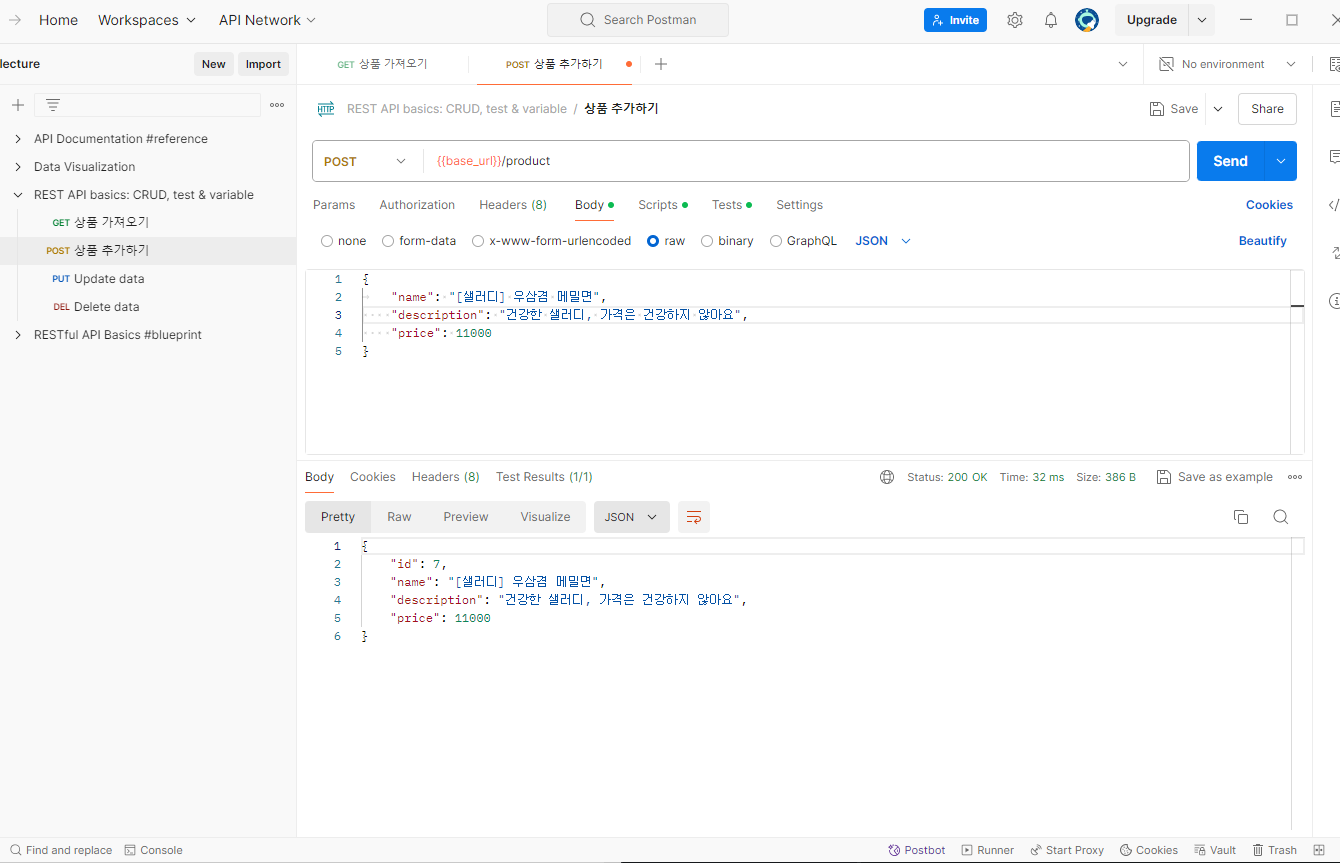 Home Workspaces API Network Search Postman Invite Upgrade
lecture New Import
GET 상품 가져오기 POST 상품 추가하기 No environment
REST API basics: CRUD, test & variable / 상품 추가하기 Save Share
API Documentation #reference
Data Visualization
REST API basics: CRUD, test & variable
GET 상품 가져오기
POST 상품 추가하기
PUT Update data
DEL Delete data
RESTful API Basics #blueprint
POST {{base_url}}/product Send
Params Authorization Headers (8) Body Scripts Tests Settings Cookies
none form-data x-www-form-urlencoded raw binary GraphQL JSON Beautify
1 {
2 "name": "[샐러디] 우삼겸 메밀면",
3 "description": "건강한 샐러디, 가격은 건강하지 않아요",
4 "price": 11000
5 }
Body Cookies Headers (8) Test Results (1/1) Status: 200 OK Time: 32 ms Size: 386 B Save as example
Pretty Raw Preview Visualize JSON
1 {
2 "id": 7,
3 "name": "[샐러디] 우삼겸 메밀면",
4 "description": "건강한 샐러디, 가격은 건강하지 않아요",
5 "price": 11000
6 }
Find and replace Console Postbot Runner Start Proxy Cookies Vault Trash